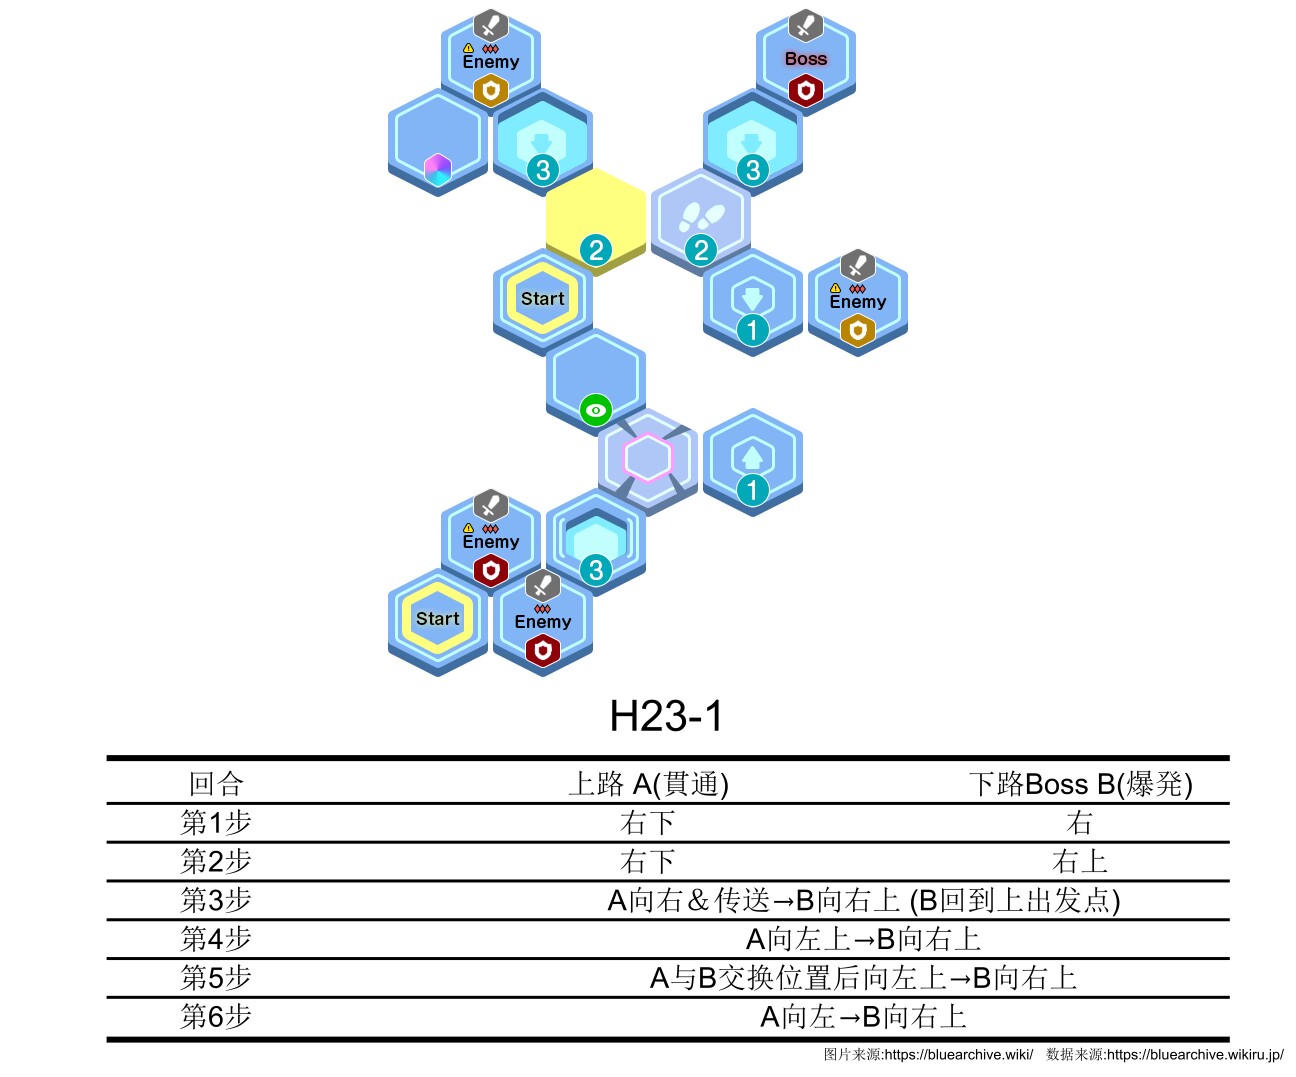 Enemy
Boss
3
3
2
2
Start
Enemy
1
1
Enemy
3
Start
Enemy
H23-1
回合 上路 A(貫通) 下路Boss B(爆発)
第1步 右下 右
第2步 右下 右上
第3步 A向右＆传送→B向右上 (B回到上出发点)
第4步 A向左上→B向右上
第5步 A与B交换位置后向左上→B向右上
第6步 A向左→B向右上
图片来源:https://bluearchive.wiki/ 数据来源:https://bluearchive.wikiru.jp/